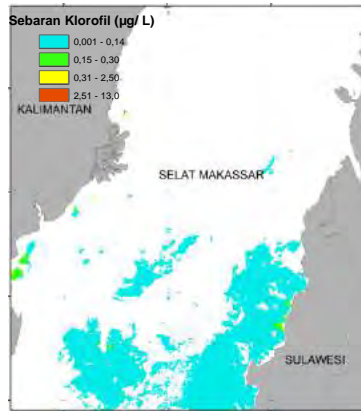 Sebaran Klorofil (µg/ L)
0,001 - 0,14
0,15 - 0,30
0,31 - 2,50
2,51 - 13,0
KALIMANTAN
SELAT MAKASSAR
SULAWESI